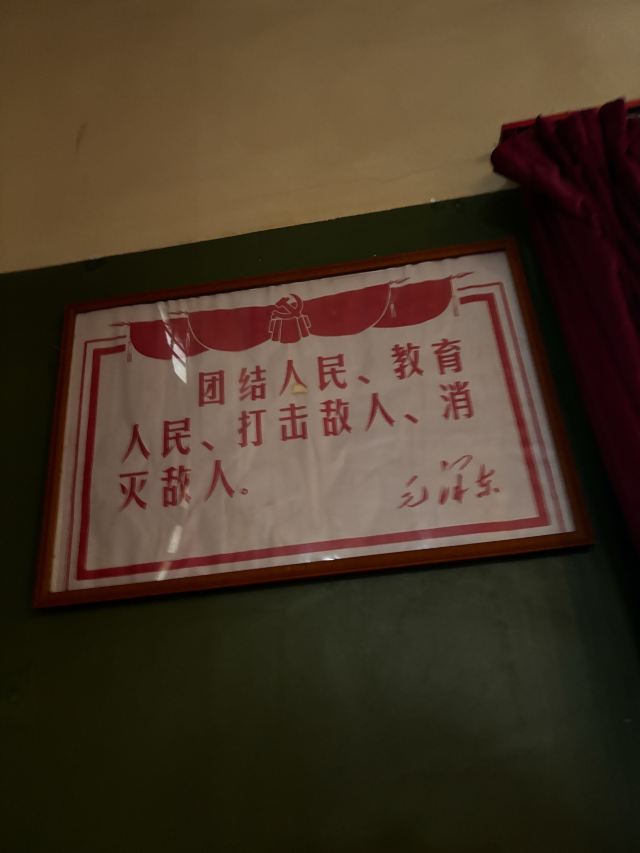 团结人民、教育
人民、打击敌人、消
灭敌人。
毛泽东